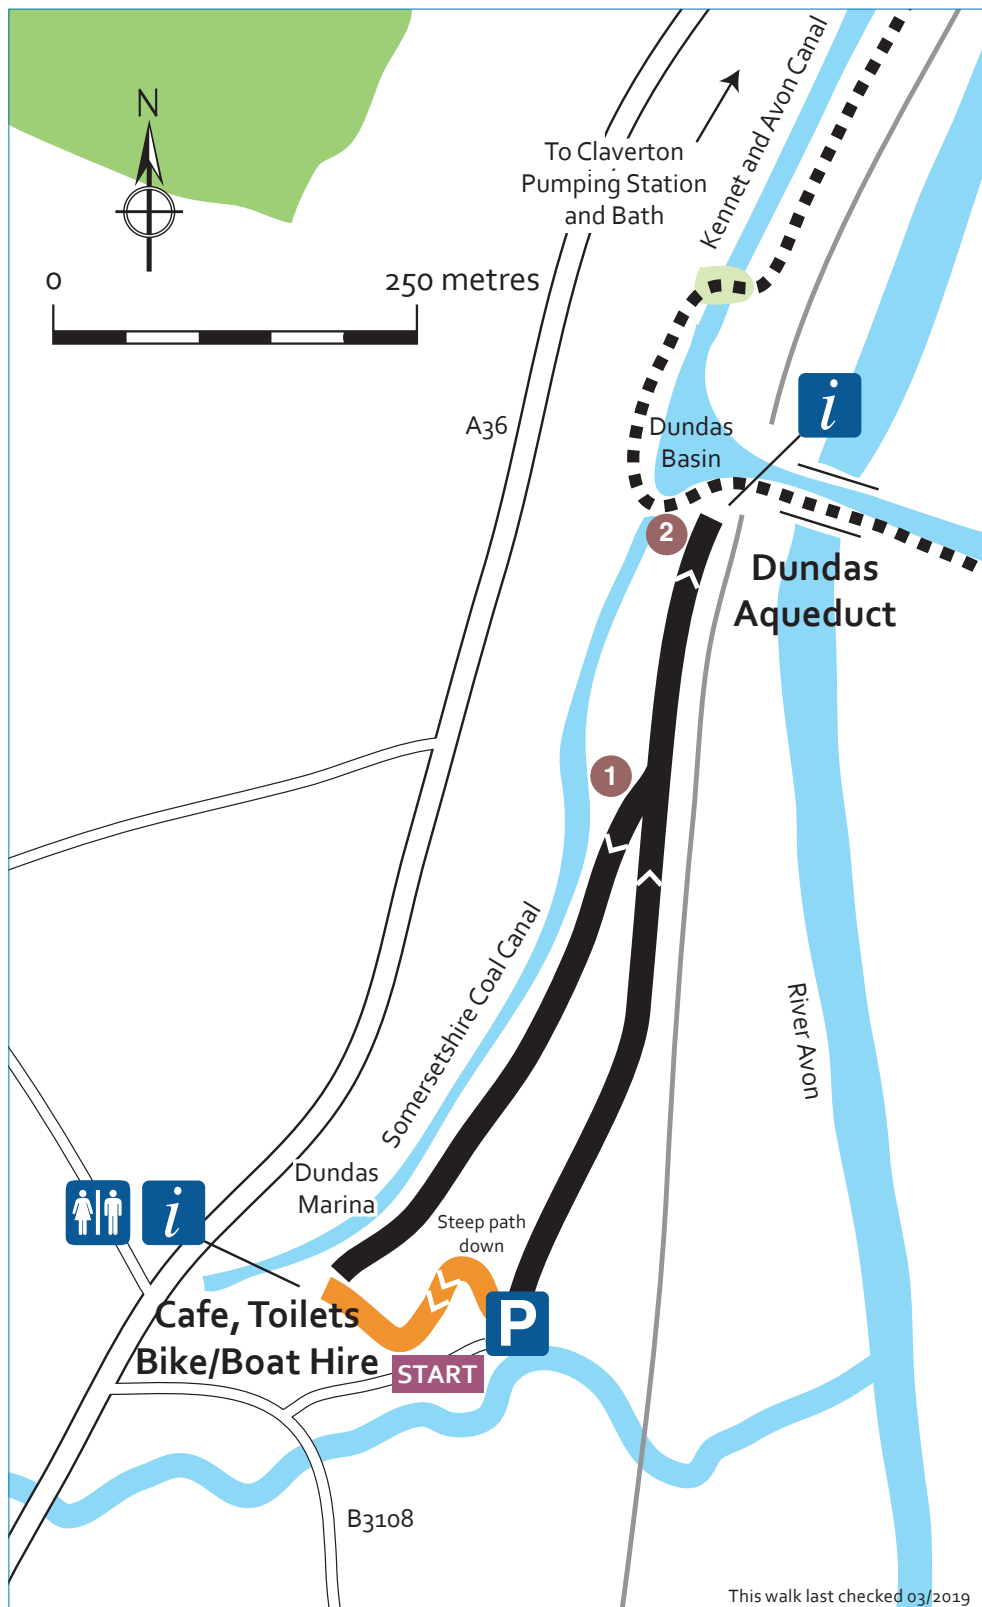 N
0
250 metres
To Claverton
Pumping Station
and Bath
Kennet and Avon Canal
A36
i
Dundas
Basin
2
Dundas
Aqueduct
1
Somersetshire Coal Canal
River Avon
Dundas
Marina
i
Steep path
down
Cafe, Toilets
Bike/Boat Hire
P
START
B3108
This walk last checked 03/2019